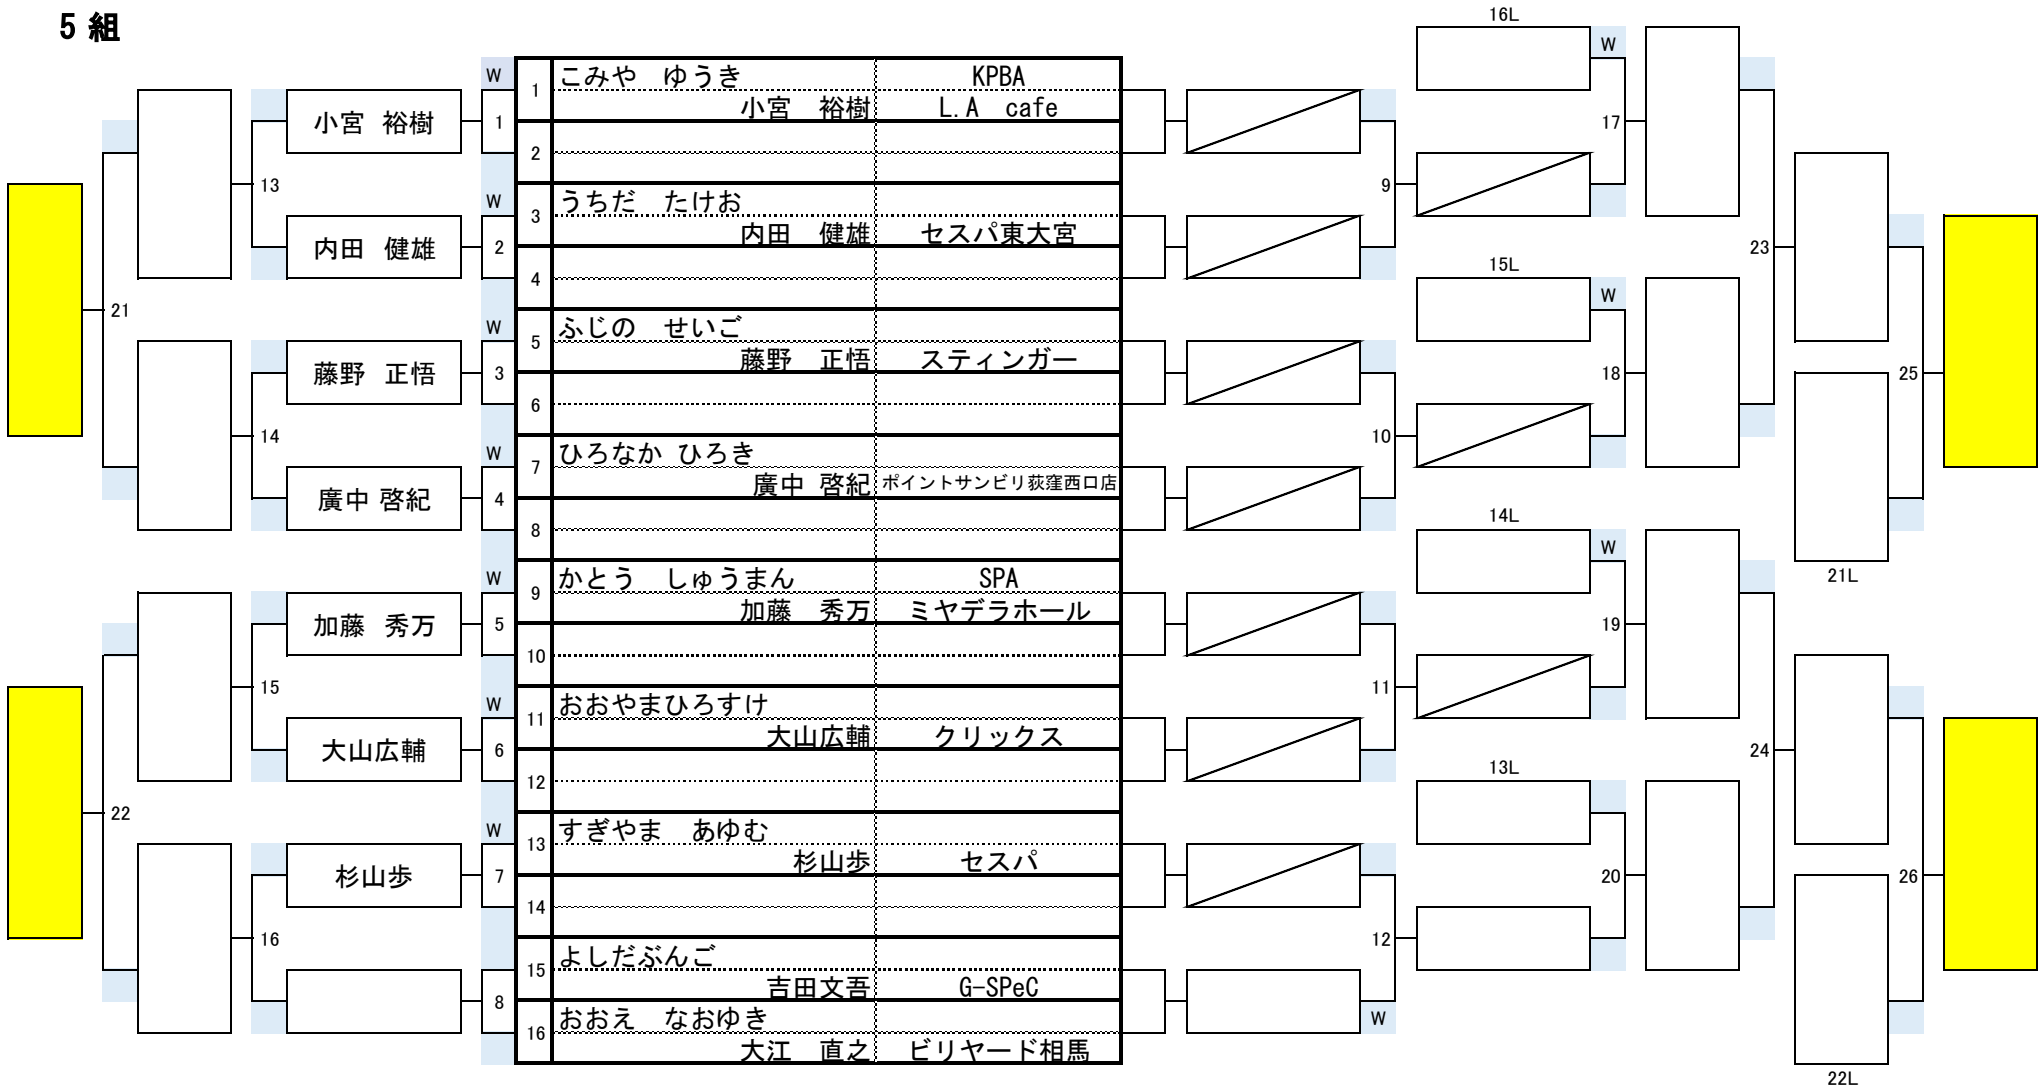 5 組
16L
W
W
1
こみや　ゆうき
KPBA
小宮　裕樹
1
小宮　裕樹
L.A　cafe
17
2
13
9
W
3
うちだ　たけお
内田　健雄
2
内田　健雄
セスパ東大宮
23
4
15L
21
W
W
5
ふじの　せいご
藤野　正悟
3
藤野　正悟
スティンガー
18
25
6
14
10
W
7
ひろなか ひろき
廣中 啓紀
4
廣中 啓紀
ポイントサンビリ荻窪西口店
8
14L
W
W
21L
9
かとう　しゅうまん
SPA
加藤　秀万
5
加藤　秀万
ミヤデラホール
19
10
15
11
W
11
おおやまひろすけ
大山広輔
6
大山広輔
クリックス
24
12
13L
22
W
13
すぎやま　あゆむ
杉山歩
7
杉山歩
セスパ
20
26
14
16
12
15
よしだぶんご
8
吉田文吾
G-SPeC
W
16
おおえ　なおゆき
大江　直之
ビリヤード相馬
22L